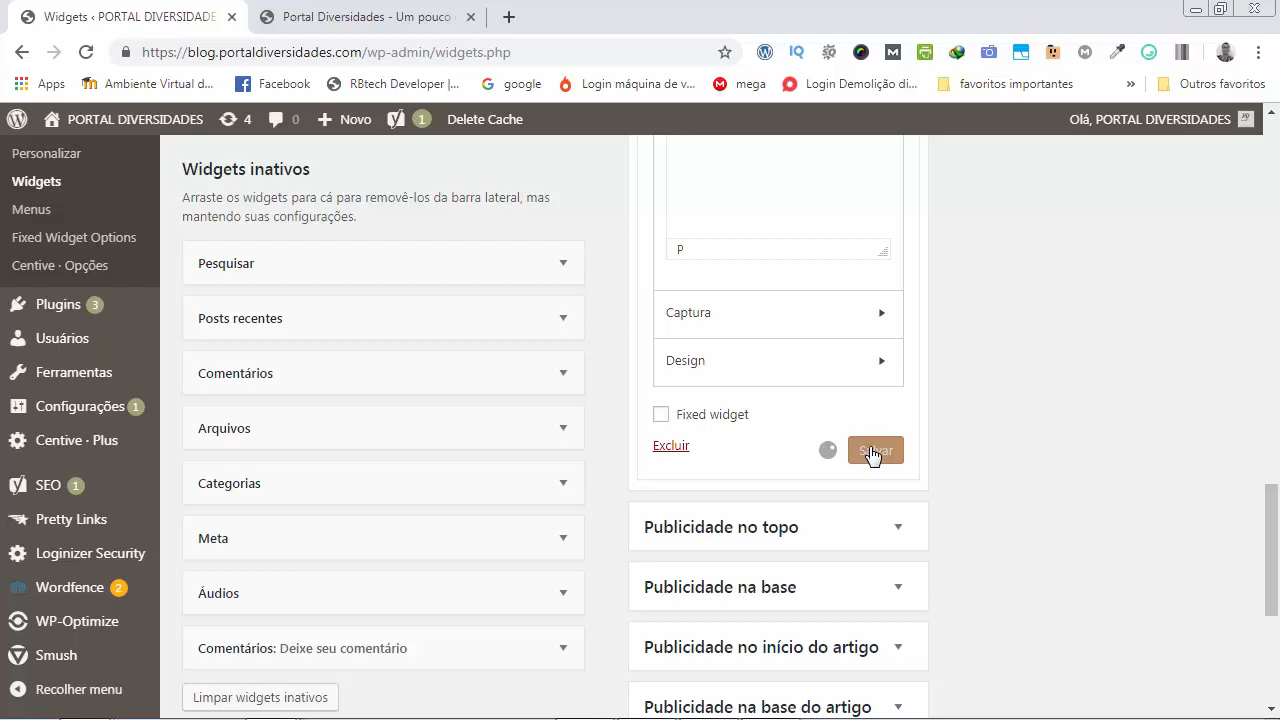 Widgets ‹ PORTAL DIVERSIDADES
Portal Diversidades - Um pouco
https://blog.portaldiversidades.com/wp-admin/widgets.php
Apps
Ambiente Virtual d...
Facebook
RBtech Developer |...
google
Login máquina de v...
mega
Login Demolição di...
favoritos importantes
»
Outros favoritos
PORTAL DIVERSIDADES
4
0
Novo
1
Delete Cache
Olá, PORTAL DIVERSIDADES
Personalizar
Widgets
Menus
Fixed Widget Options
Centive · Opções
Plugins 3
Usuários
Ferramentas
Configurações 1
Centive · Plus
SEO 1
Pretty Links
Loginizer Security
Wordfence 2
WP-Optimize
Smush
Recolher menu
Widgets inativos
Arraste os widgets para cá para removê-los da barra lateral, mas
mantendo suas configurações.
Pesquisar
Posts recentes
Comentários
Arquivos
Categorias
Meta
Áudios
Comentários: Deixe seu comentário
Limpar widgets inativos
P
Captura
Design
Fixed widget
Excluir
Salvar
Publicidade no topo
Publicidade na base
Publicidade no início do artigo
Publicidade na base do artigo